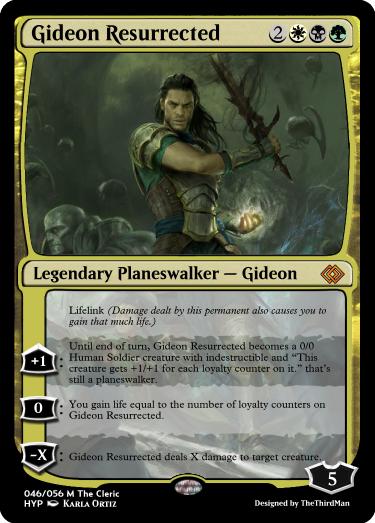 Gideon Resurrected 2
Legendary Planeswalker — Gideon
Lifelink (Damage dealt by this permanent also causes you to
gain that much life.)
Until end of turn, Gideon Resurrected becomes a 0/0
+1: Human Soldier creature with indestructible and “This
creature gets +1/+1 for each loyalty counter on it.” that's
still a planeswalker.
0: You gain life equal to the number of loyalty counters on
Gideon Resurrected.
-X: Gideon Resurrected deals X damage to target creature.
5
046/056 M The Cleric
HYP Karla Ortiz
Designed by TheThirdMan